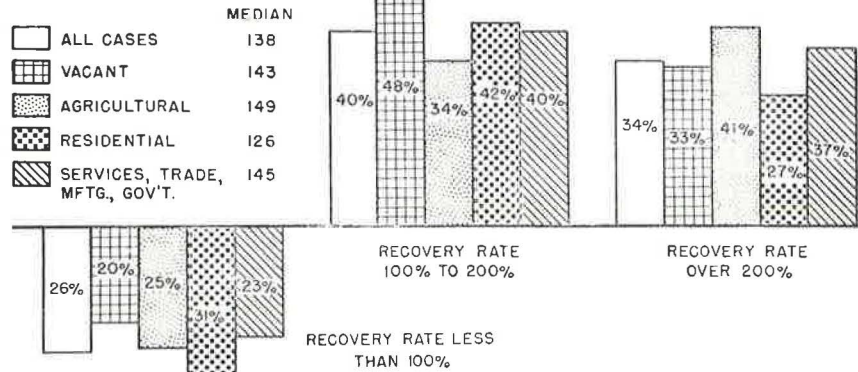 MEDIAN
ALL CASES 138
VACANT 143
AGRICULTURAL 149
RESIDENTIAL 126
SERVICES, TRADE, 145
MFTG., GOV'T.
40% 48% 34% 42% 40%
34% 33% 41% 27% 37%
RECOVERY RATE
100% TO 200%
RECOVERY RATE
OVER 200%
26% 20% 25% 31% 23%
RECOVERY RATE LESS
THAN 100%